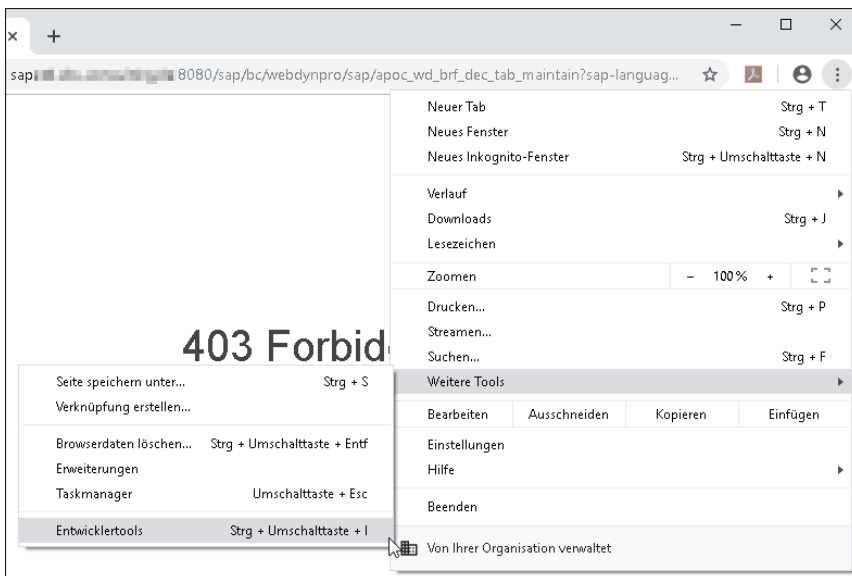 sap 8080/sap/bc/webdynpro/sap/apoc_wd_brf_dec_tab_maintain?sap-languag...
Neuer Tab Strg + T
Neues Fenster Strg + N
Neues Inkognito-Fenster Strg + Umschalttaste + N
Verlauf
Downloads Strg + J
Lesezeichen
Zoomen - 100 % +
Drucken... Strg + P
Streamen...
Suchen... Strg + F
Weitere Tools
Bearbeiten Ausschneiden Kopieren Einfügen
Einstellungen
Hilfe
Beenden
Von Ihrer Organisation verwaltet
403 Forbid
Seite speichern unter... Strg + S
Verknüpfung erstellen...
Browserdaten löschen... Strg + Umschalttaste + Entf
Erweiterungen
Taskmanager Umschalttaste + Esc
Entwicklertools Strg + Umschalttaste + I